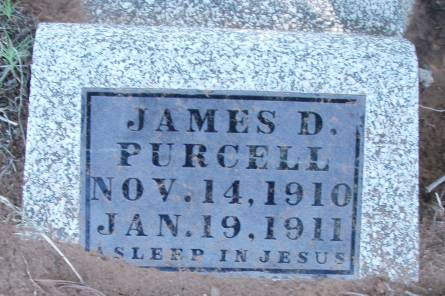 JAMES D.
PURCELL
NOV. 14, 1910
JAN. 19, 1911
ASLEEP IN JESUS